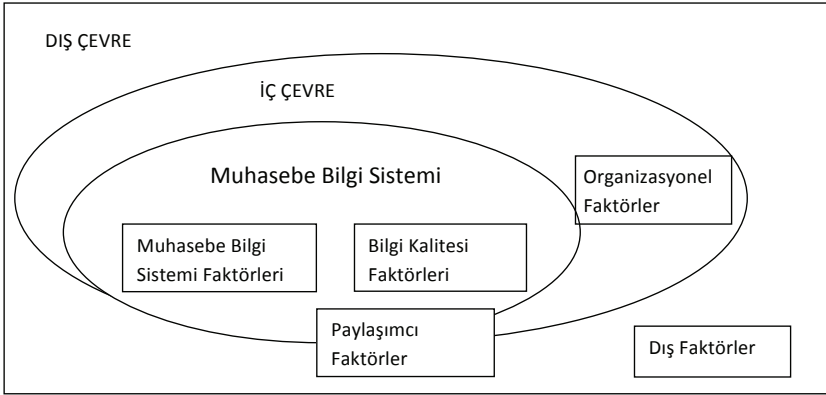 DIŞ ÇEVRE
İÇ ÇEVRE
Muhasebe Bilgi Sistemi
Organizasyonel
Faktörler
Muhasebe Bilgi
Sistemi Faktörleri
Bilgi Kalitesi
Faktörleri
Paylaşımcı
Faktörler
Dış Faktörler